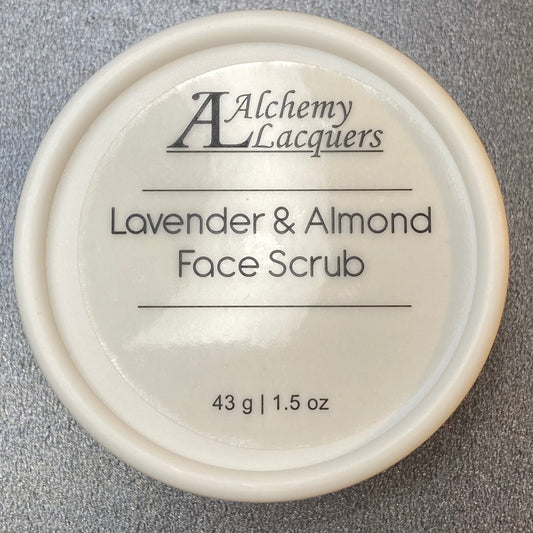 AL Alchemy
Lacquers
Lavender & Almond
Face Scrub
43 g | 1.5 oz